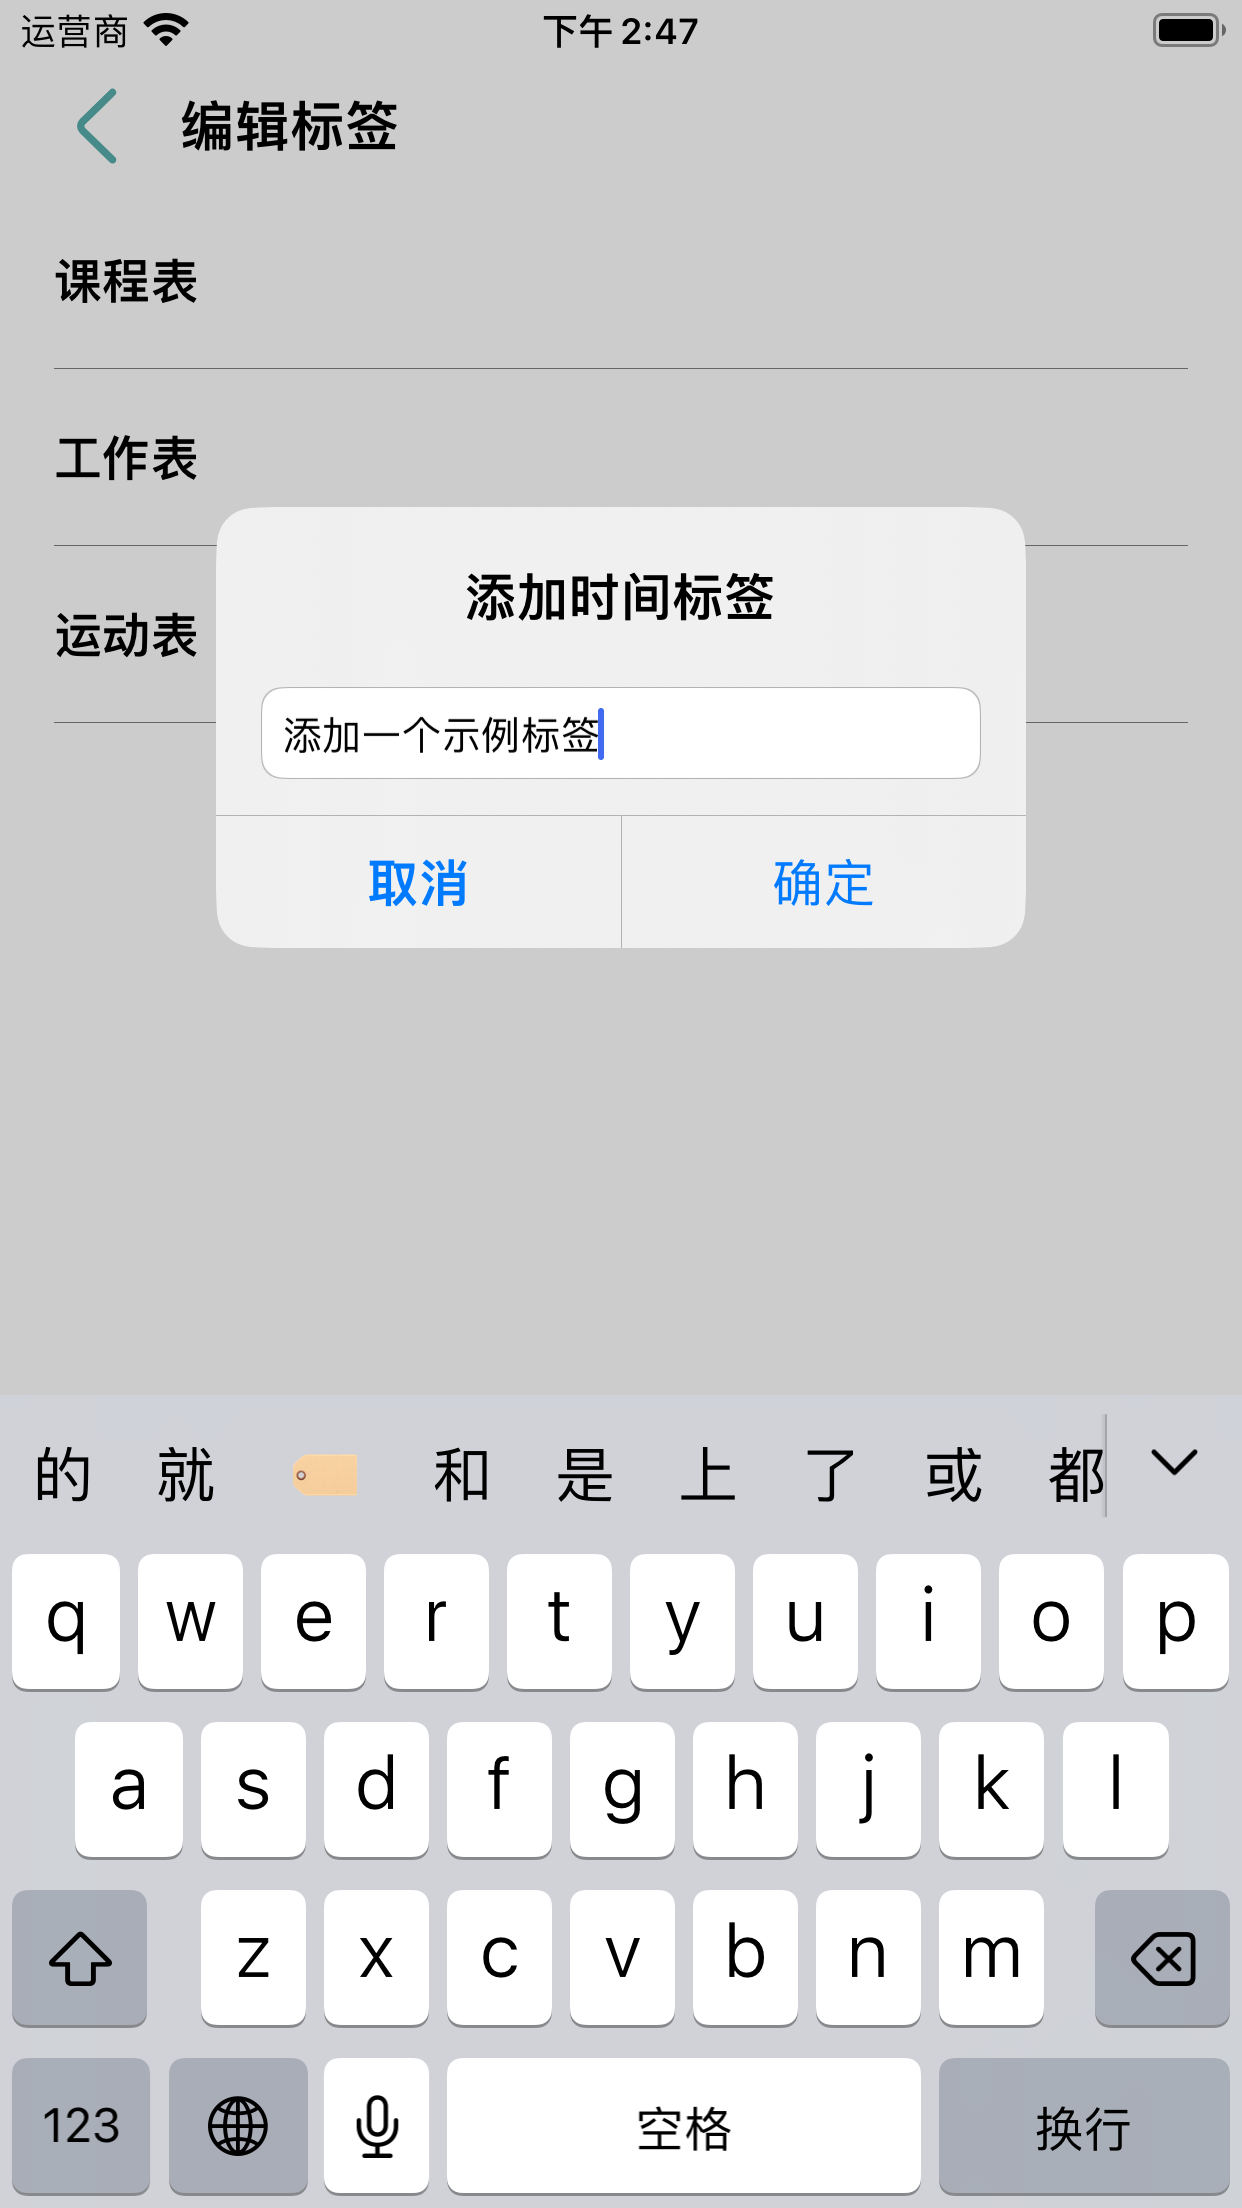 运营商 下午 2:47
编辑标签
课程表
工作表
运动表
添加时间标签
添加一个示例标签
取消 确定
的 就 和 是 上 了 或 都
q w e r t y u i o p
a s d f g h j k l
z x c v b n m
123 空格 换行